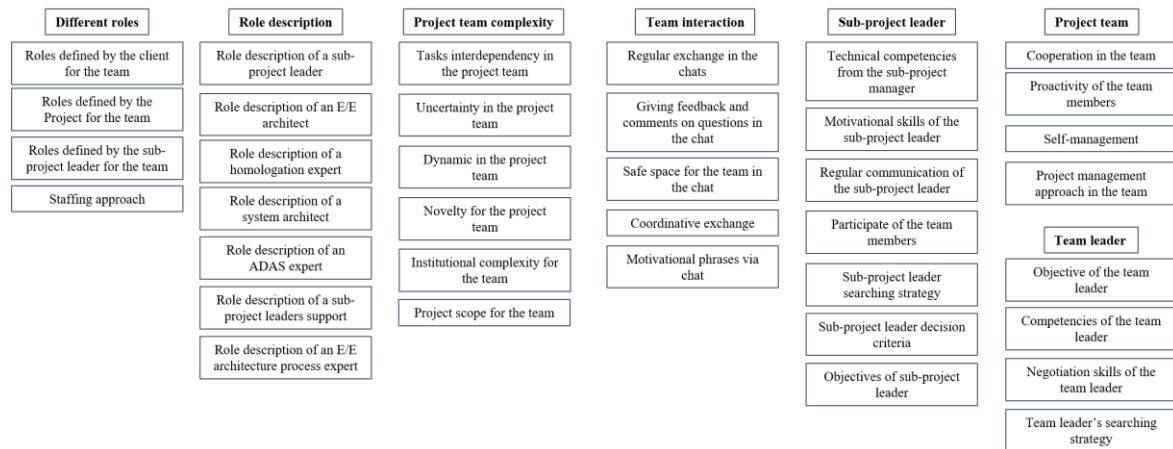 Different roles
Roles defined by the client
for the team
Roles defined by the
Project for the team
Roles defined by the sub-
project leader for the team
Staffing approach
Role description
Role description of a sub-
project leader
Role description of an E/E
architect
Role description of a
homologation expert
Role description of
a system architect
Role description of an
ADAS expert
Role description of a sub-
project leaders support
Role description of an E/E
architecture process expert
Project team complexity
Tasks interdependency in
the project team
Uncertainty in the project
team
Dynamic in the project
team
Novelty for the project
team
Institutional complexity for
the team
Project scope for the team
Team interaction
Regular exchange in the
chats
Giving feedback and
comments on questions in
the chat
Safe space for the team in
the chat
Coordinative exchange
Motivational phrases via
chat
Sub-project leader
Technical competencies
from the sub-project
manager
Motivational skills of the
sub-project leader
Regular communication of
the sub-project leader
Participate of the team
members
Sub-project leader
searching strategy
Sub-project leader decision
criteria
Objectives of sub-project
leader
Project team
Cooperation in the team
Proactivity of the team
members
Self-management
Project management
approach in the team
Team leader
Objective of the team
leader
Competencies of the team
leader
Negotiation skills of the
team leader
Team leader's searching
strategy